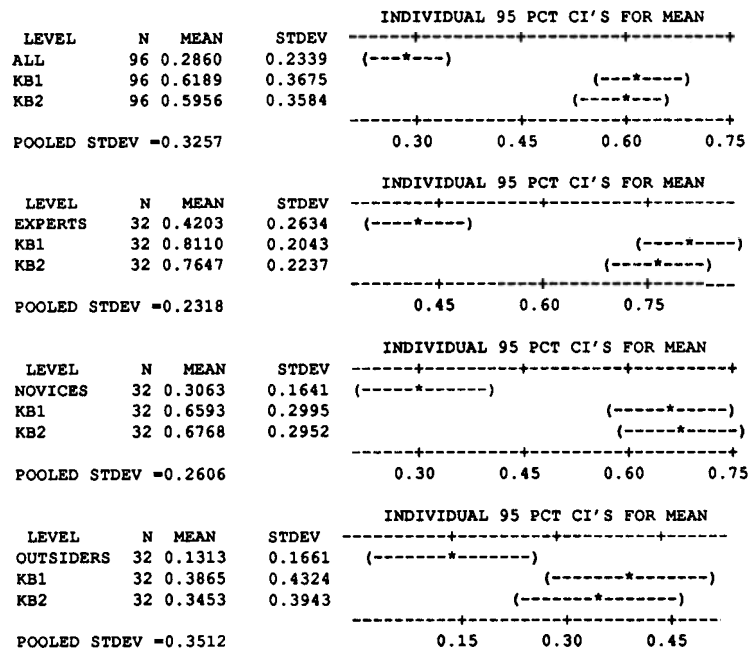 INDIVIDUAL 95 PCT CI'S FOR MEAN
LEVEL N MEAN STDEV ---------+---------+---------+---------+
ALL 96 0.2860 0.2339 (---*---)
KB1 96 0.6189 0.3675 (----*----)
KB2 96 0.5956 0.3584 (----*---)
---------+---------+---------+---------+
POOLED STDEV =0.3257 0.30 0.45 0.60 0.75
INDIVIDUAL 95 PCT CI'S FOR MEAN
LEVEL N MEAN STDEV -------+---------+---------+--------
EXPERTS 32 0.4203 0.2634 (----*----)
KB1 32 0.8110 0.2043 (----*----)
KB2 32 0.7647 0.2237 (----*----)
-------+---------+---------+--------
POOLED STDEV =0.2318 0.45 0.60 0.75
INDIVIDUAL 95 PCT CI'S FOR MEAN
LEVEL N MEAN STDEV ------+---------+---------+---------+
NOVICES 32 0.3063 0.1641 (-----*------)
KB1 32 0.6593 0.2995 (-----*-----)
KB2 32 0.6768 0.2952 (-----*-----)
------+---------+---------+---------+
POOLED STDEV =0.2606 0.30 0.45 0.60 0.75
INDIVIDUAL 95 PCT CI'S FOR MEAN
LEVEL N MEAN STDEV ----------+---------+---------+------
OUTSIDERS 32 0.1313 0.1661 (-------*-------)
KB1 32 0.3865 0.4324 (-------*-------)
KB2 32 0.3453 0.3943 (-------*-------)
----------+---------+---------+------
POOLED STDEV =0.3512 0.15 0.30 0.45